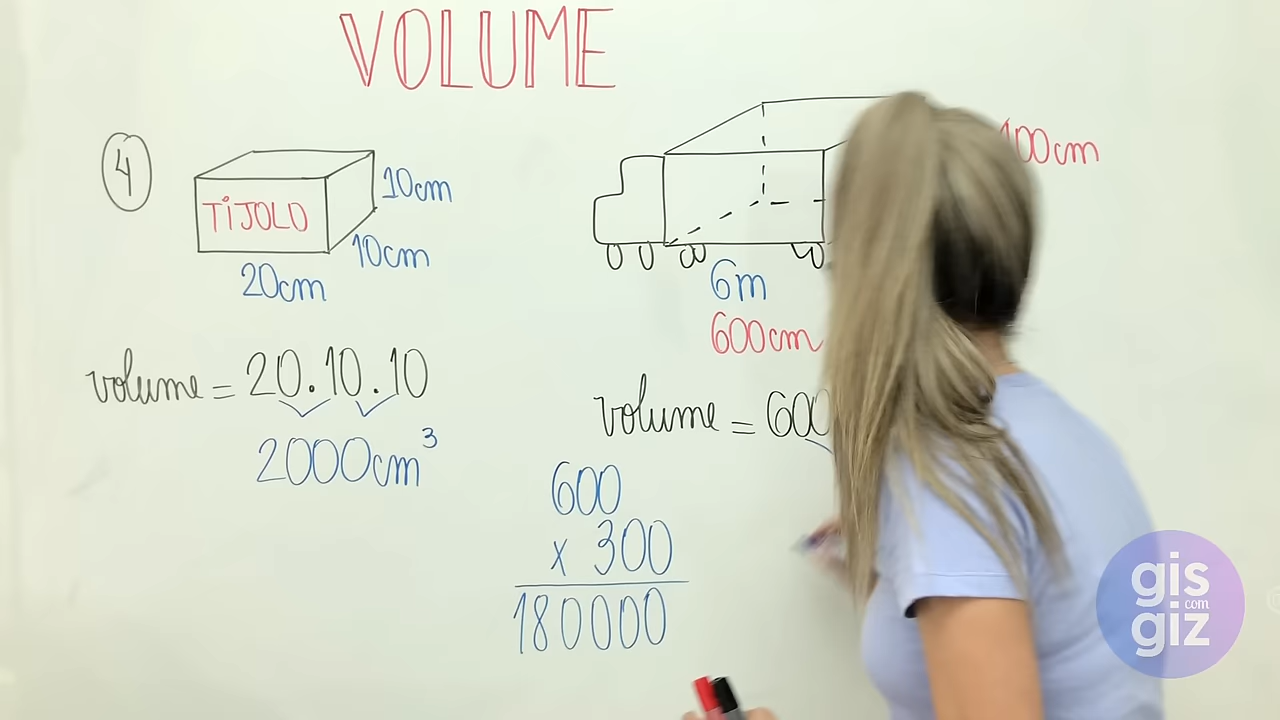 VOLUME
4
TIJOLO
10cm
10cm
20cm
volume = 20.10.10
2000cm³
100cm
6m
600cm
volume = 600
600
x 300
180000
gis
com
giz